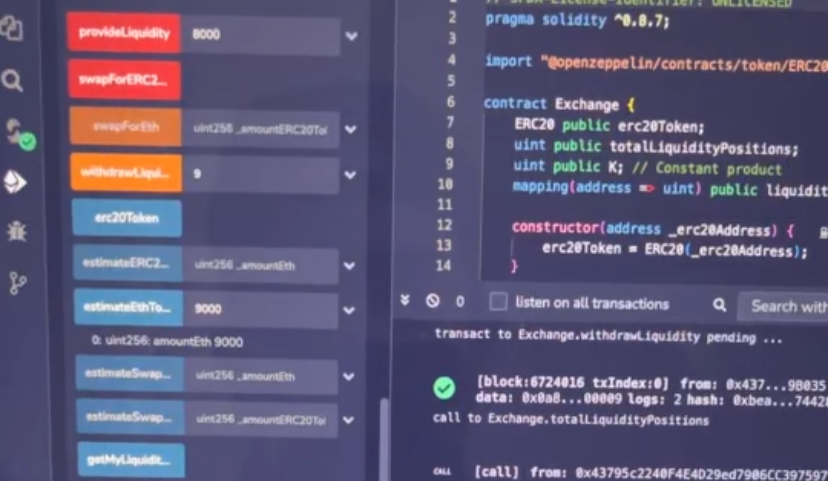 provideLiquidity 8000
swapForERC2...
swapForEth uint256 _amountERC20Tol
withdrawLiqui... 9
erc20Token
estimateERC2... uint256 _amountEth
estimateEthTo... 9000
0: uint256: amountEth 9000
estimateSwap... uint256 _amountEth
estimateSwap... uint256 _amountERC20Tol
getMyLiquidit...
// SPDX-License-Identifier: UNLICENSED
2 pragma solidity ^0.8.7;
3
4 import "@openzeppelin/contracts/token/ERC20
5
6 contract Exchange {
7 ERC20 public erc20Token;
8 uint public totalLiquidityPositions;
9 uint public K; // Constant product
10 mapping(address => uint) public liquidit
11
12 constructor(address _erc20Address) {
13 erc20Token = ERC20(_erc20Address);
14 }
0 listen on all transactions Search with
transact to Exchange.withdrawLiquidity pending ...
[block:6724016 txIndex:0] from: 0x437...9B035
data: 0x0a8...00009 logs: 2 hash: 0xbea...7442
call to Exchange.totalLiquidityPositions
CALL [call] from: 0x43795c2240F4E4D29ed7906CC397597